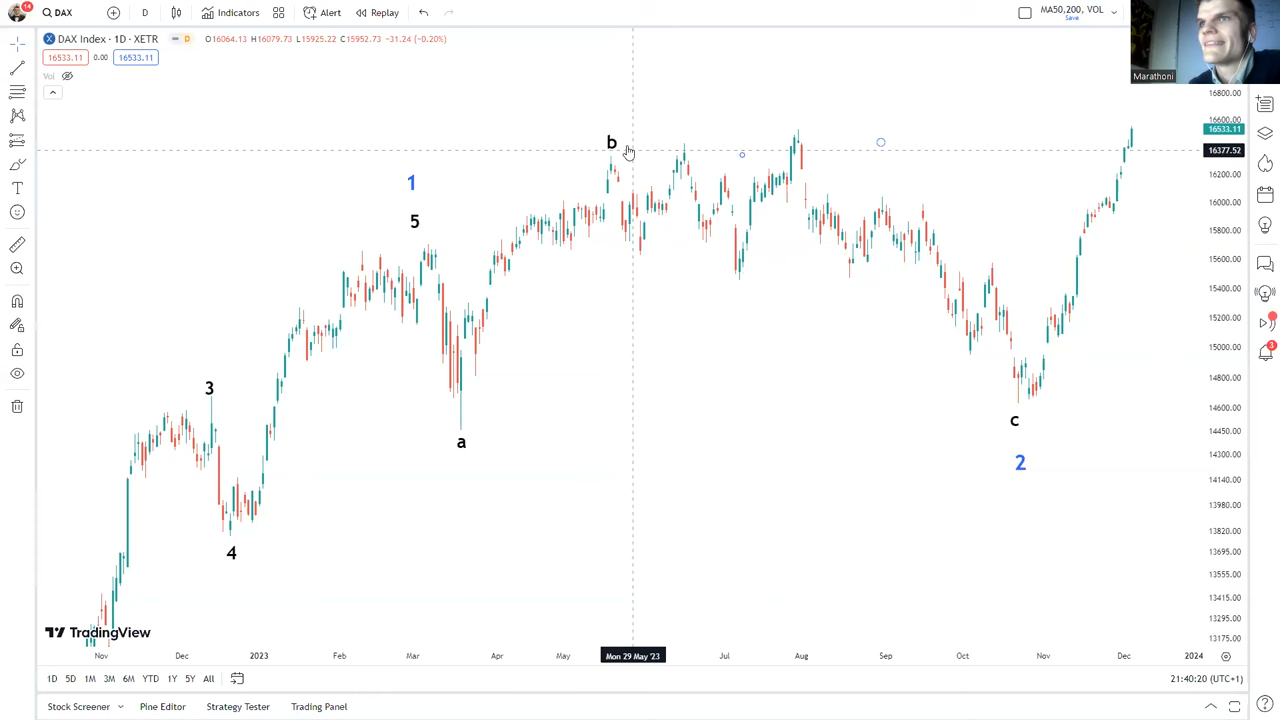 14
DAX
D
Indicators
Alert
Replay
MA50,200, VOL
Save
DAX Index · 1D · XETR
D
O16064.13 H16079.73 L15925.22 C15952.73 −31.24 (−0.20%)
16533.11
0.00
16533.11
Vol
Marathoni
16800.00
16600.00
16533.11
16377.52
16200.00
16000.00
15800.00
15600.00
15400.00
15200.00
15000.00
14800.00
14600.00
14450.00
14300.00
14140.00
13980.00
13820.00
13695.00
13555.00
13415.00
13295.00
13175.00
b
1
5
3
a
c
2
4
3
TradingView
Nov
Dec
2023
Feb
Mar
Apr
May
Mon 29 May '23
Jul
Aug
Sep
Oct
Nov
Dec
2024
1D
5D
1M
3M
6M
YTD
1Y
5Y
All
21:40:20 (UTC+1)
Stock Screener
Pine Editor
Strategy Tester
Trading Panel